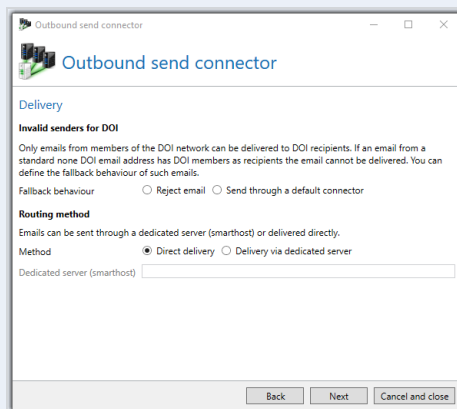 Outbound send connector
Outbound send connector
Delivery
Invalid senders for DOI
Only emails from members of the DOI network can be delivered to DOI recipients. If an email from a
standard none DOI email address has DOI members as recipients the email cannot be delivered. You can
define the fallback behaviour of such emails.
Fallback behaviour Reject email Send through a default connector
Routing method
Emails can be sent through a dedicated server (smarthost) or delivered directly.
Method Direct delivery Delivery via dedicated server
Dedicated server (smarthost)
Back Next Cancel and close